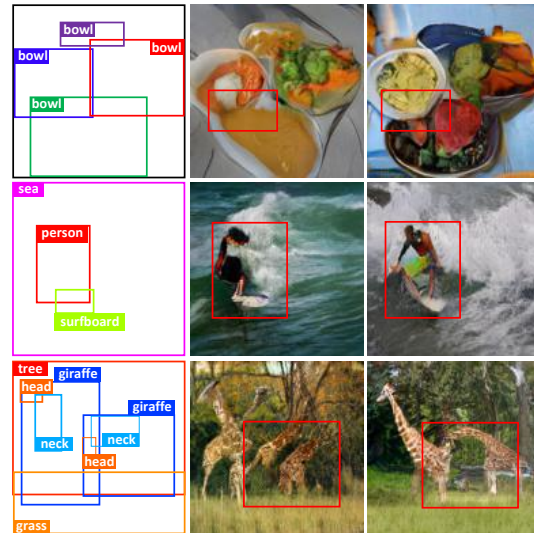 bowl
bowl
bowl
bowl
sea
person
surfboard
tree
giraffe
head
giraffe
neck
neck
head
grass